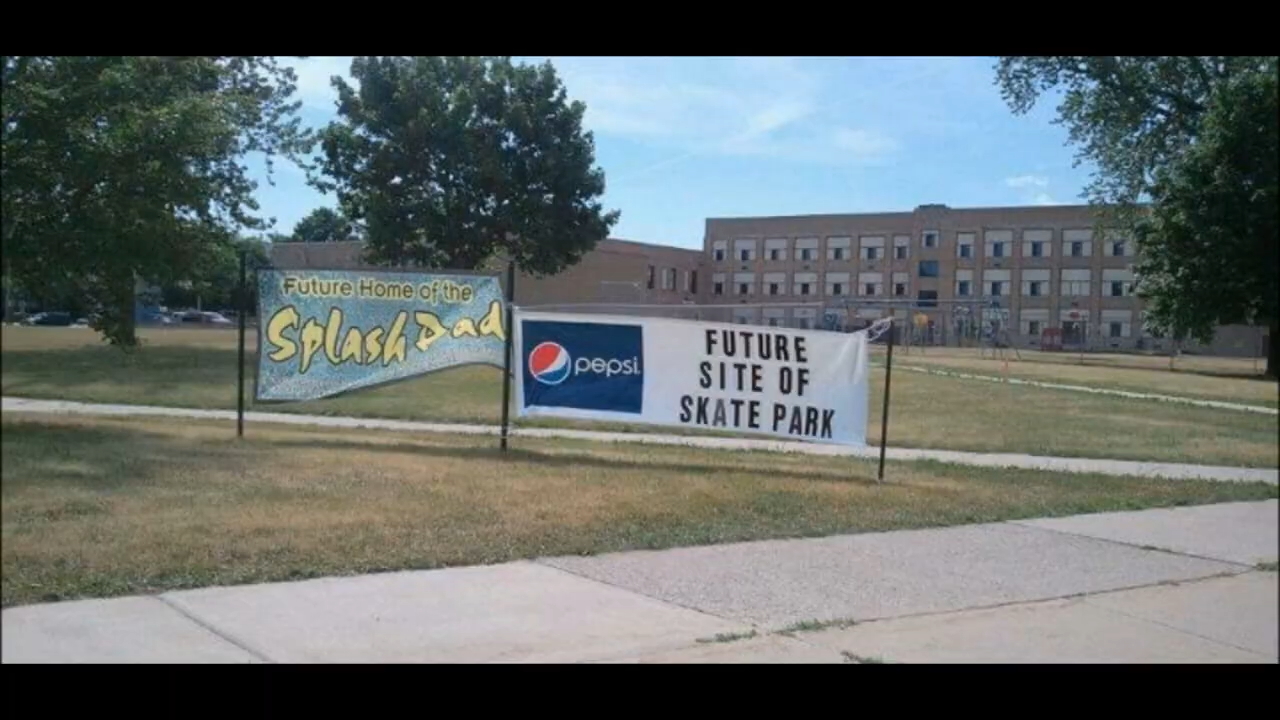 Future Home of the
Splash Dad
pepsi
FUTURE
SITE OF
SKATE PARK